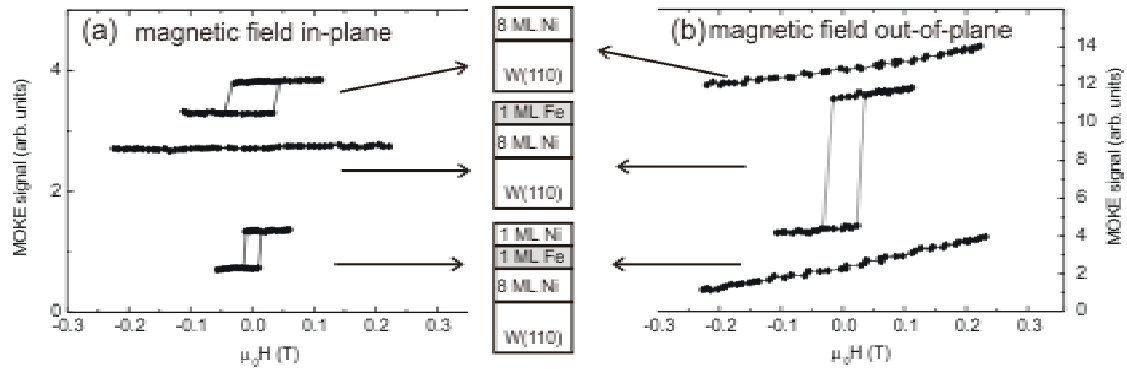 (a) magnetic field in-plane
MOKE signal (arb. units)
4
2
0
-0.3 -0.2 -0.1 0.0 0.1 0.2 0.3
μ₀H (T)
8 ML Ni
W(110)
1 ML Fe
8 ML Ni
W(110)
1 ML Ni
1 ML Fe
8 ML Ni
W(110)
(b) magnetic field out-of-plane
16
14
12
10
8
6
4
2
0
MOKE signal (arb. units)
-0.3 -0.2 -0.1 0.0 0.1 0.2 0.3
μ₀H (T)